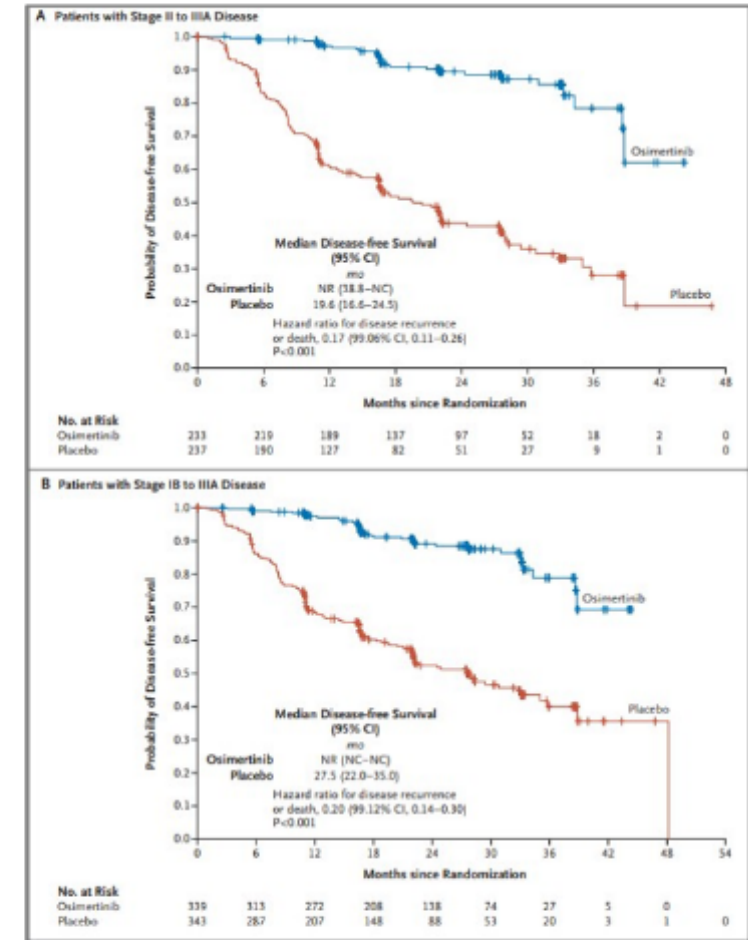 A Patients with Stage II to IIIA Disease
Probability of Disease-free Survival
1.0
0.9
0.8
0.7
0.6
0.5
0.4
0.3
0.2
0.1
0.0
Osimertinib
Placebo
Median Disease-free Survival
(95% CI)
mo
Osimertinib NR (38.8–NC)
Placebo 19.6 (16.6–24.5)
Hazard ratio for disease recurrence
or death, 0.17 (99.06% CI, 0.11–0.26)
P<0.001
0 6 12 18 24 30 36 42 48
Months since Randomization
No. at Risk
Osimertinib 233 219 189 137 97 52 18 2 0
Placebo 237 190 127 82 51 27 9 1 0
B Patients with Stage IB to IIIA Disease
Probability of Disease-free Survival
1.0
0.9
0.8
0.7
0.6
0.5
0.4
0.3
0.2
0.1
0.0
Osimertinib
Placebo
Median Disease-free Survival
(95% CI)
mo
Osimertinib NR (NC–NC)
Placebo 27.5 (22.0–35.0)
Hazard ratio for disease recurrence
or death, 0.20 (99.12% CI, 0.14–0.30)
P<0.001
0 6 12 18 24 30 36 42 48 54
Months since Randomization
No. at Risk
Osimertinib 339 313 272 208 138 74 27 5 0
Placebo 343 287 207 148 88 53 20 3 1 0